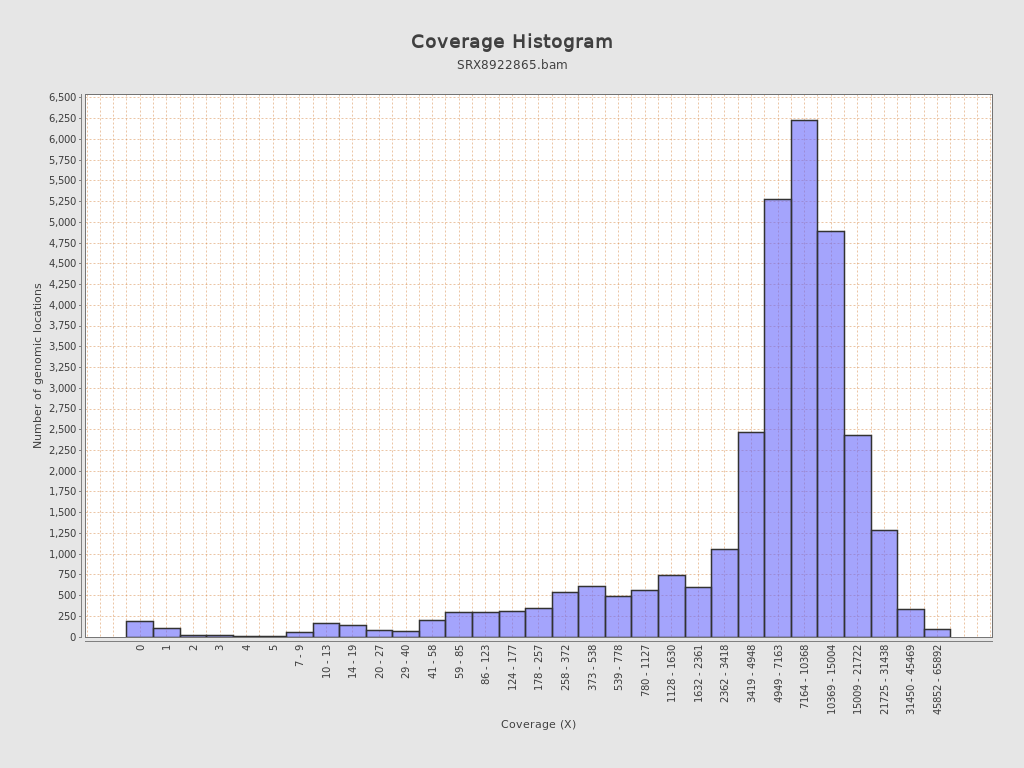 Coverage Histogram
SRX8922865.bam
6,500
6,250
6,000
5,750
5,500
5,250
5,000
4,750
4,500
4,250
4,000
3,750
3,500
3,250
3,000
2,750
2,500
2,250
2,000
1,750
1,500
1,250
1,000
750
500
250
0
Number of genomic locations
0
1
2
3
4
5
7 - 9
10 - 13
14 - 19
20 - 27
29 - 40
41 - 58
59 - 85
86 - 123
124 - 177
178 - 257
258 - 372
373 - 538
539 - 778
780 - 1127
1128 - 1630
1632 - 2361
2362 - 3418
3419 - 4948
4949 - 7163
7164 - 10368
10369 - 15004
15009 - 21722
21725 - 31438
31450 - 45469
45852 - 65892
Coverage (X)